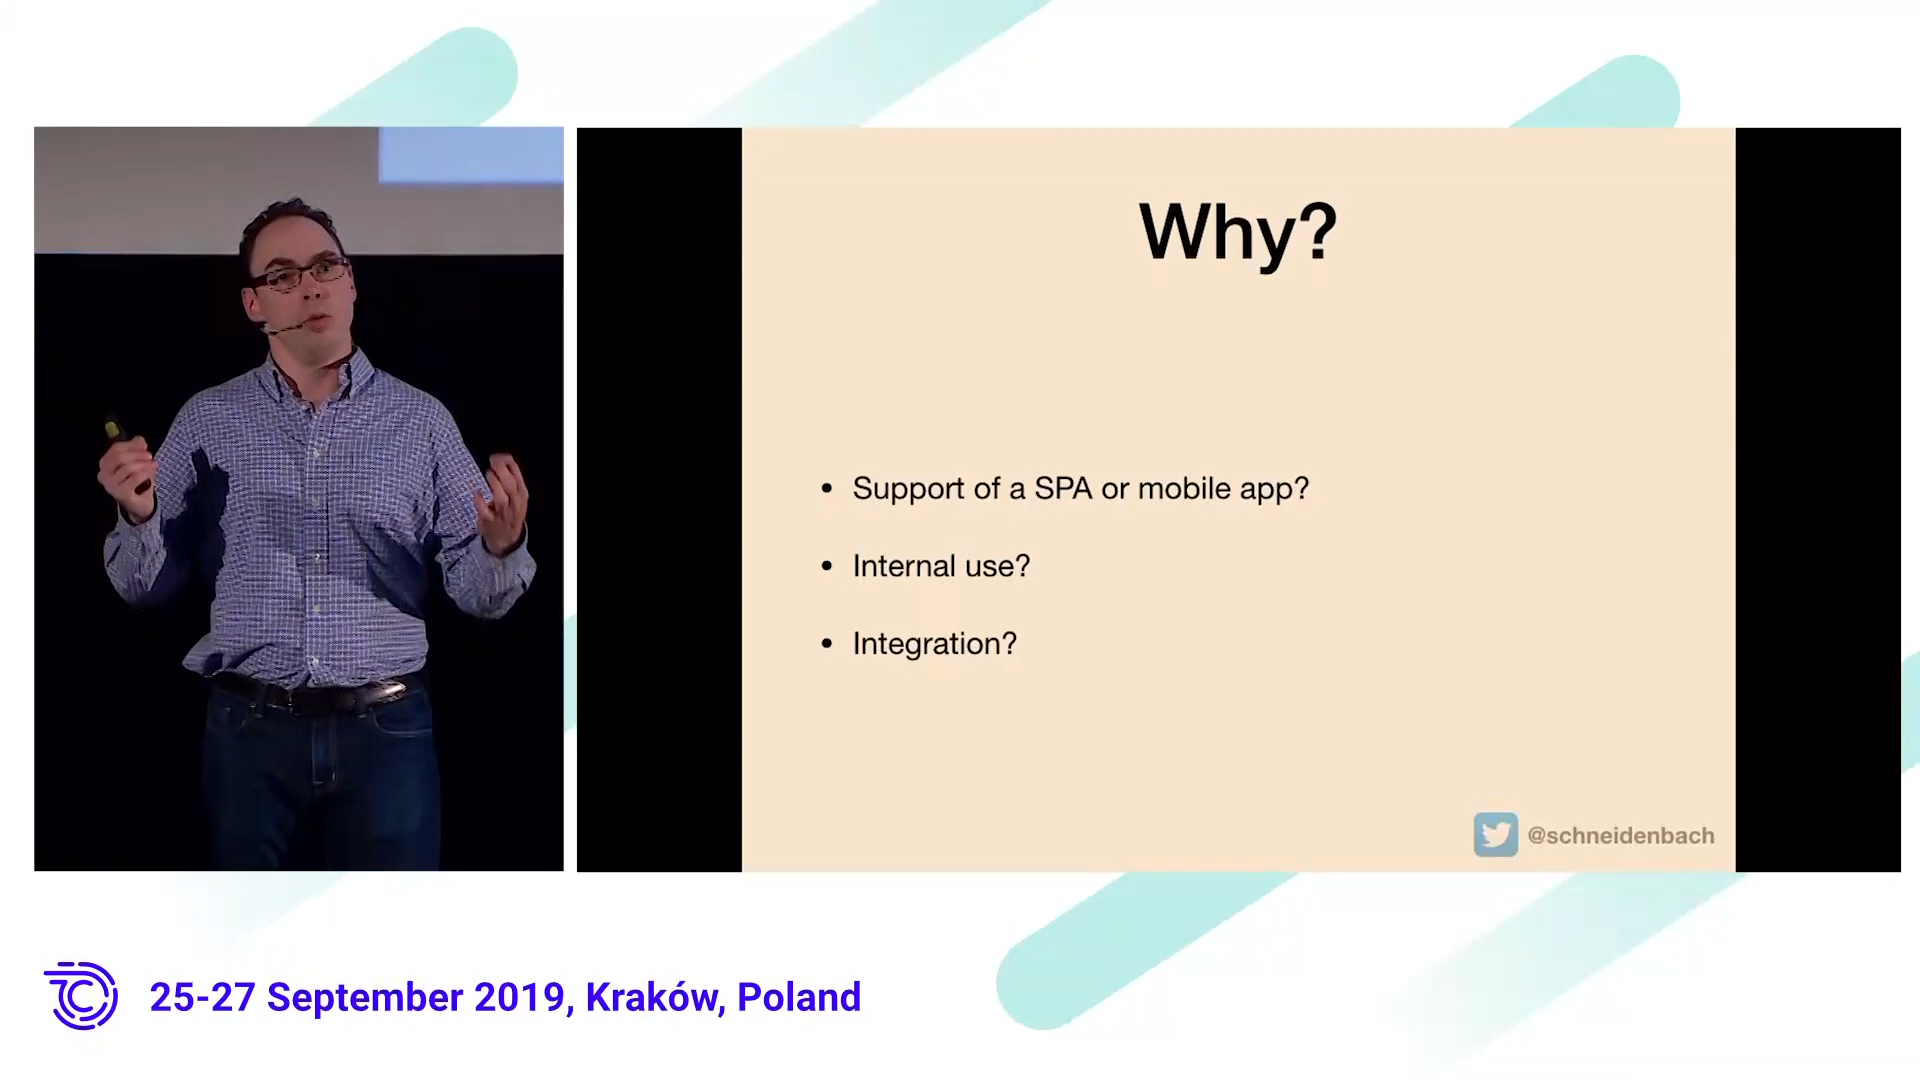 Why?
• Support of a SPA or mobile app?
• Internal use?
• Integration?
@schneidenbach
25-27 September 2019, Kraków, Poland